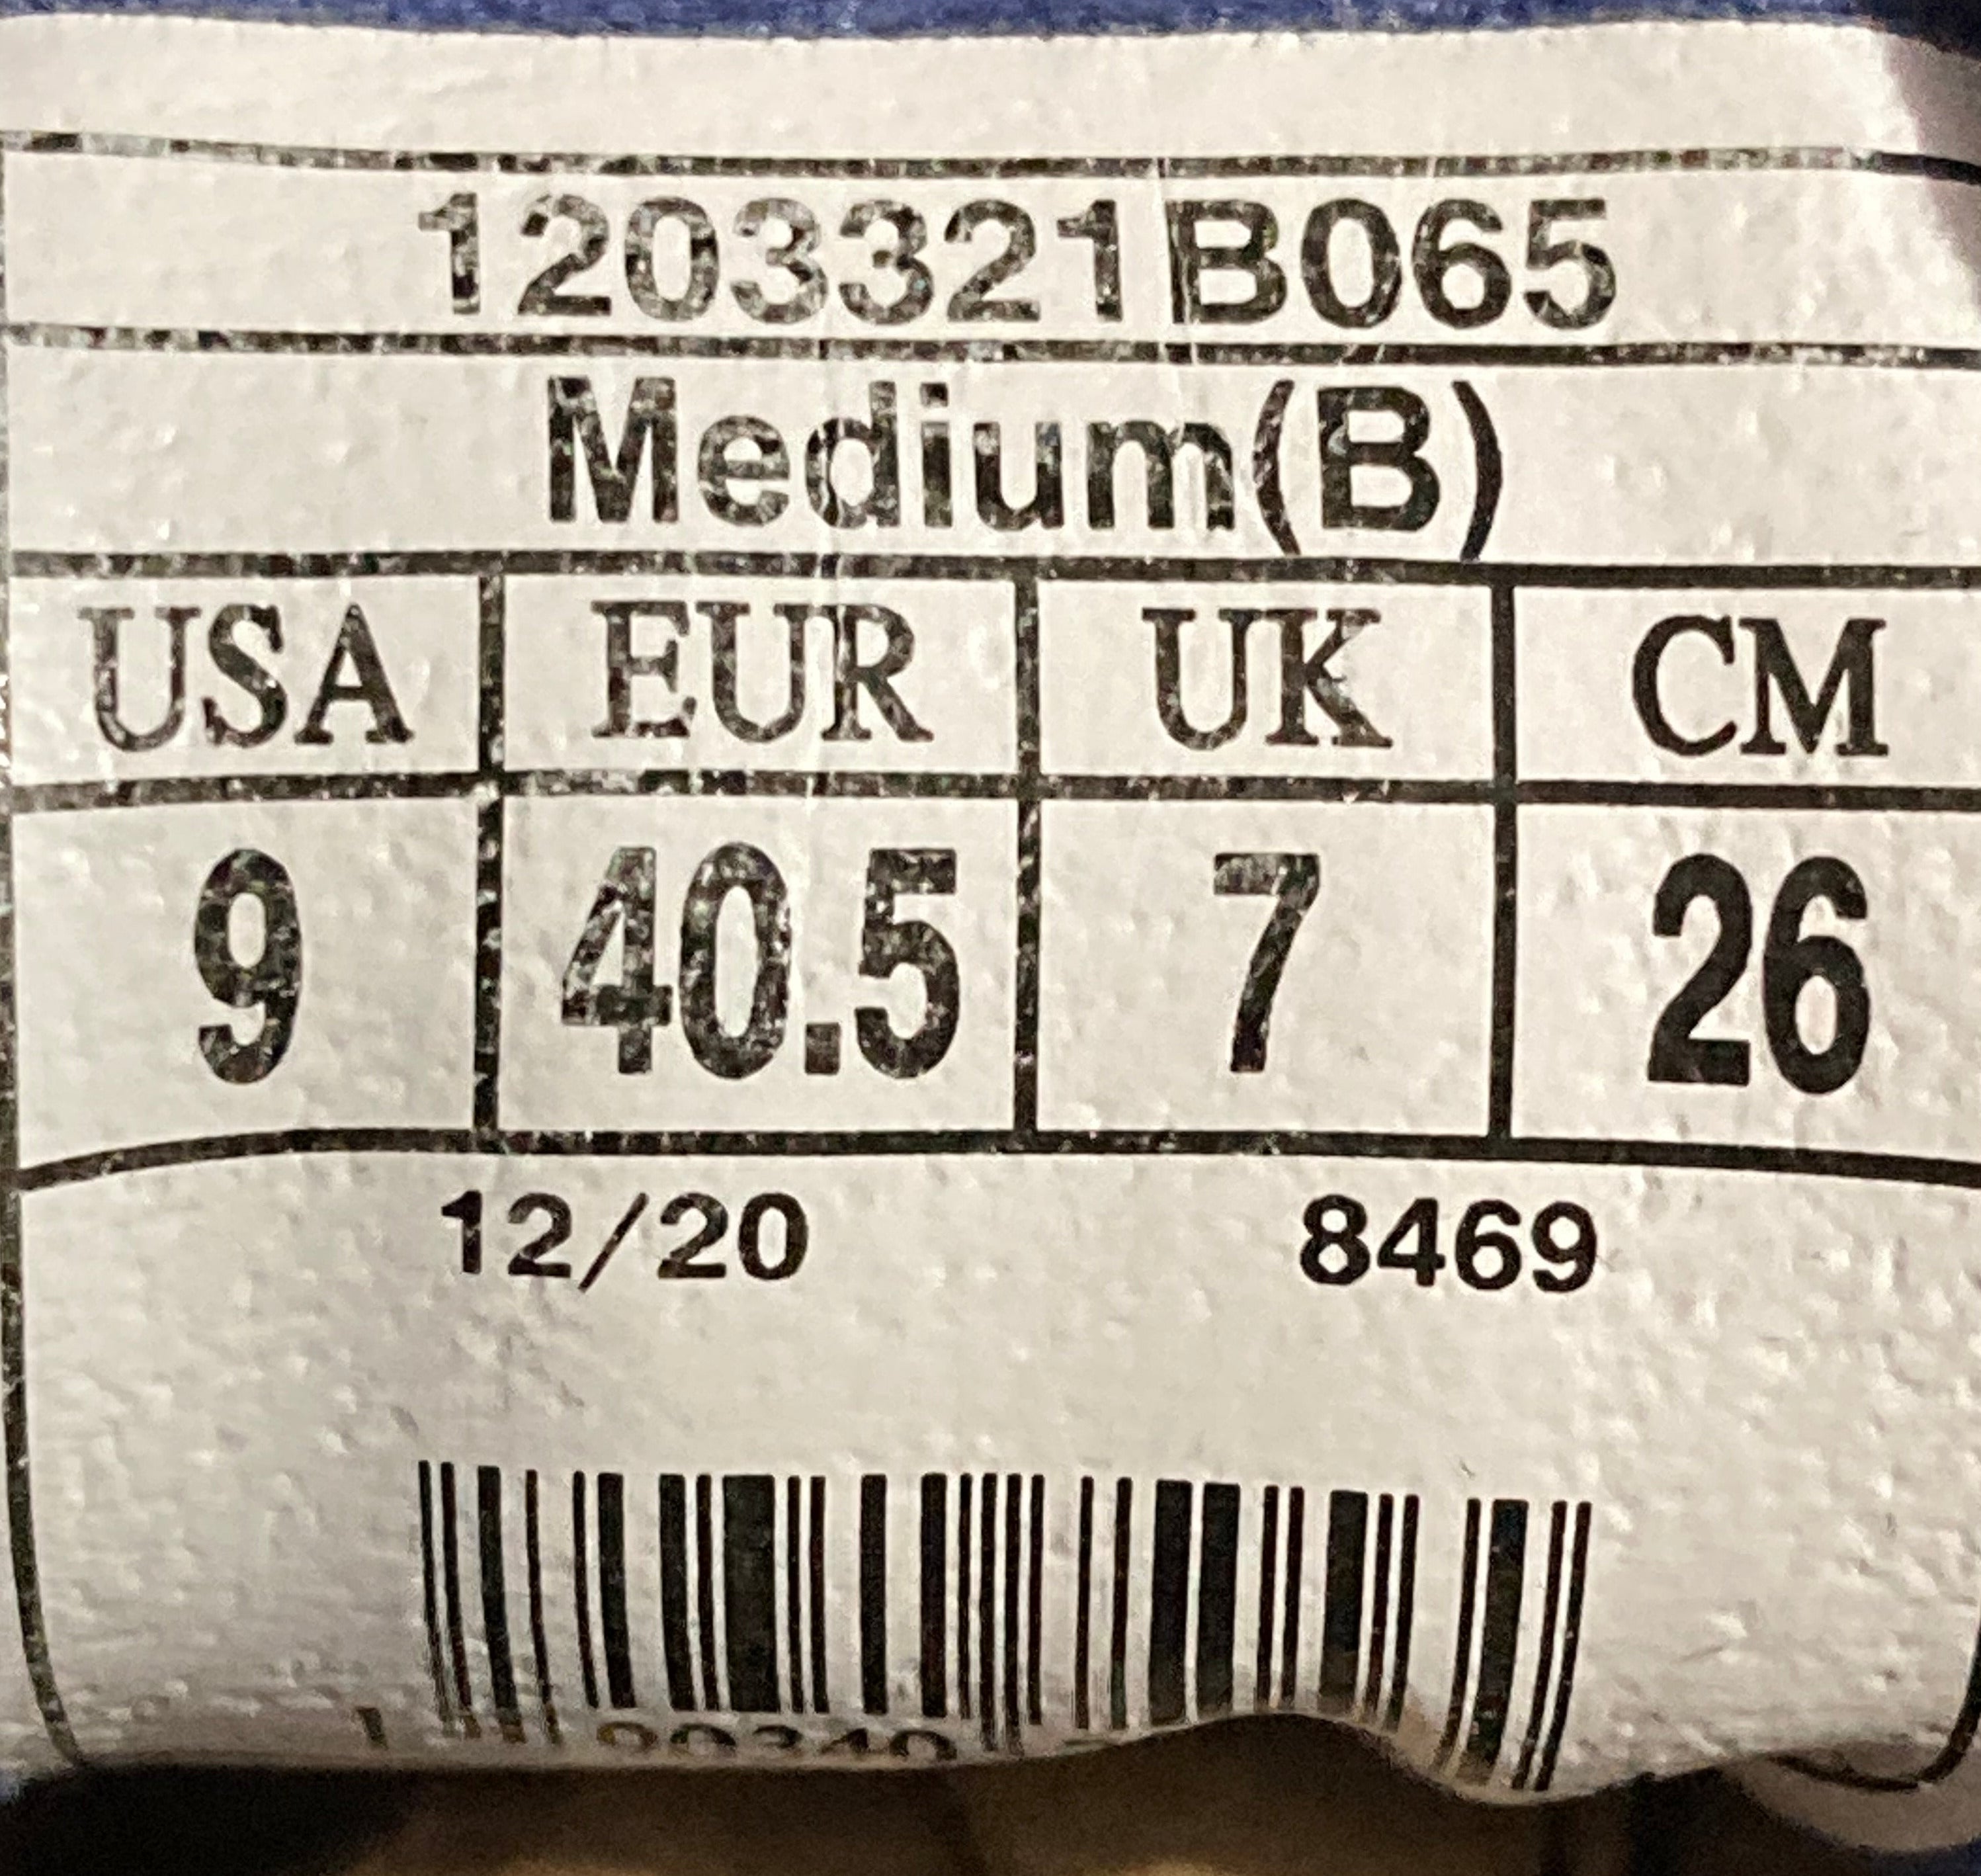 1203321B065
Medium(B)
USA EUR UK CM
9 40.5 7 26
12/20 8469